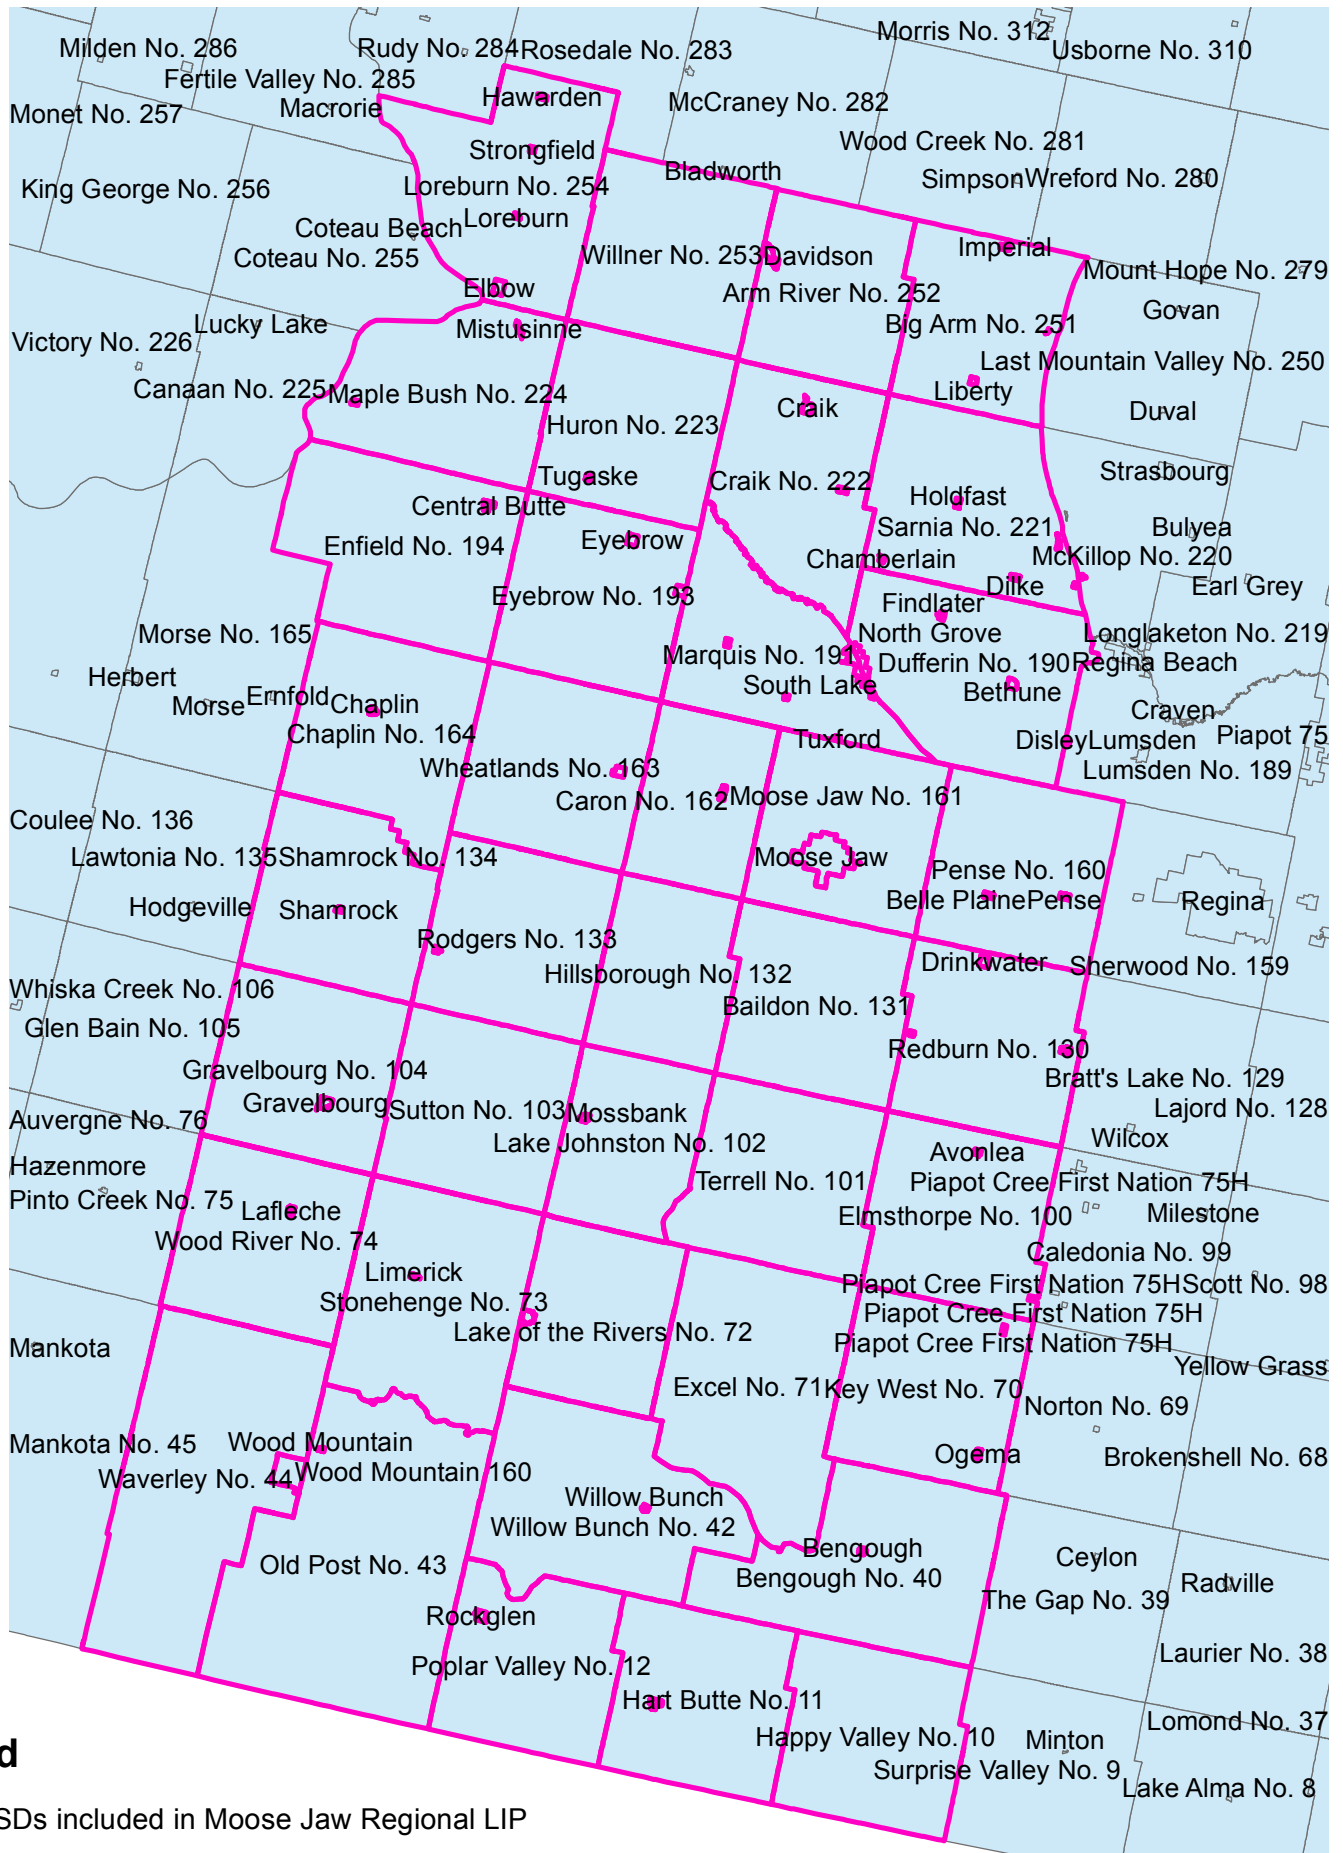 Morris No. 312
Milden No. 286
Rudy No. 284
Rosedale No. 283
Usborne No. 310
Fertile Valley No. 285
Hawarden
McCraney No. 282
Macrorie
Monet No. 257
Wood Creek No. 281
Strongfield
Bladworth
Simpson
Wreford No. 280
King George No. 256
Loreburn No. 254
Loreburn
Coteau Beach
Imperial
Coteau No. 255
Willner No. 253
Davidson
Mount Hope No. 279
Elbow
Arm River No. 252
Govan
Lucky Lake
Mistusinne
Big Arm No. 251
Victory No. 226
Last Mountain Valley No. 250
Canaan No. 225
Maple Bush No. 224
Liberty
Craik
Duval
Huron No. 223
Strasbourg
Tugaske
Craik No. 222
Holdfast
Central Butte
Sarnia No. 221
Bulyea
Enfield No. 194
Eyebrow
Chamberlain
McKillop No. 220
Dilke
Earl Grey
Eyebrow No. 193
Findlater
Morse No. 165
North Grove
Longlaketon No. 219
Marquis No. 191
Dufferin No. 190
Regina Beach
Herbert
South Lake
Bethune
Morse
Ernfold
Chaplin
Craven
Chaplin No. 164
Tuxford
Disley
Lumsden
Piapot 75
Wheatlands No. 163
Lumsden No. 189
Caron No. 162
Moose Jaw No. 161
Coulee No. 136
Lawtonia No. 135
Shamrock No. 134
Moose Jaw
Pense No. 160
Hodgeville
Shamrock
Belle Plaine
Pense
Regina
Rodgers No. 133
Drinkwater
Sherwood No. 159
Hillsborough No. 132
Whiska Creek No. 106
Baildon No. 131
Glen Bain No. 105
Redburn No. 130
Gravelbourg No. 104
Bratt's Lake No. 129
Gravelbourg
Sutton No. 103
Mossbank
Lajord No. 128
Auvergne No. 76
Lake Johnston No. 102
Wilcox
Avonlea
Hazenmore
Terrell No. 101
Piapot Cree First Nation 75H
Pinto Creek No. 75
Lafleche
Elmsthorpe No. 100
Milestone
Wood River No. 74
Caledonia No. 99
Limerick
Piapot Cree First Nation 75H
Scott No. 98
Stonehenge No. 73
Piapot Cree First Nation 75H
Lake of the Rivers No. 72
Piapot Cree First Nation 75H
Mankota
Yellow Grass
Excel No. 71
Key West No. 70
Norton No. 69
Mankota No. 45
Wood Mountain
Ogema
Brokenshell No. 68
Waverley No. 44
Wood Mountain 160
Willow Bunch
Willow Bunch No. 42
Bengough
Ceylon
Old Post No. 43
Bengough No. 40
Radville
The Gap No. 39
Rockglen
Laurier No. 38
Poplar Valley No. 12
Hart Butte No. 11
Lomond No. 37
Happy Valley No. 10
Minton
Surprise Valley No. 9
Lake Alma No. 8
d
SDs included in Moose Jaw Regional LIP